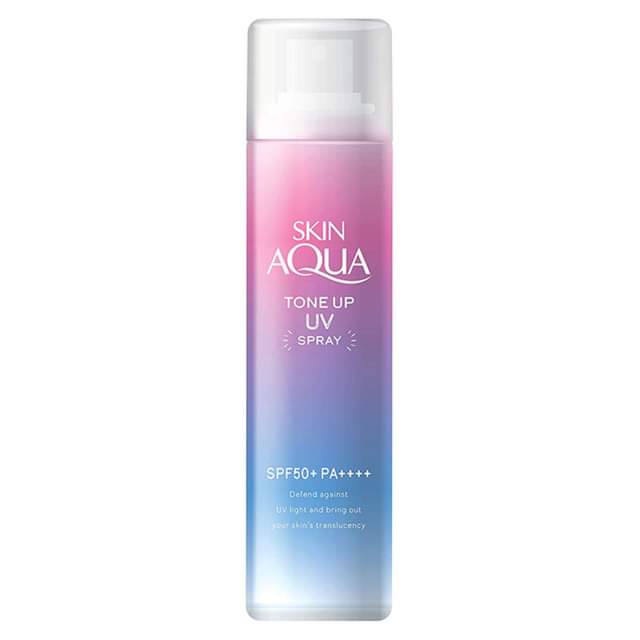 SKIN
AQUA
TONE UP
UV
SPRAY
SPF50+ PA++++
Defend against
UV light and bring out
your skin's translucency